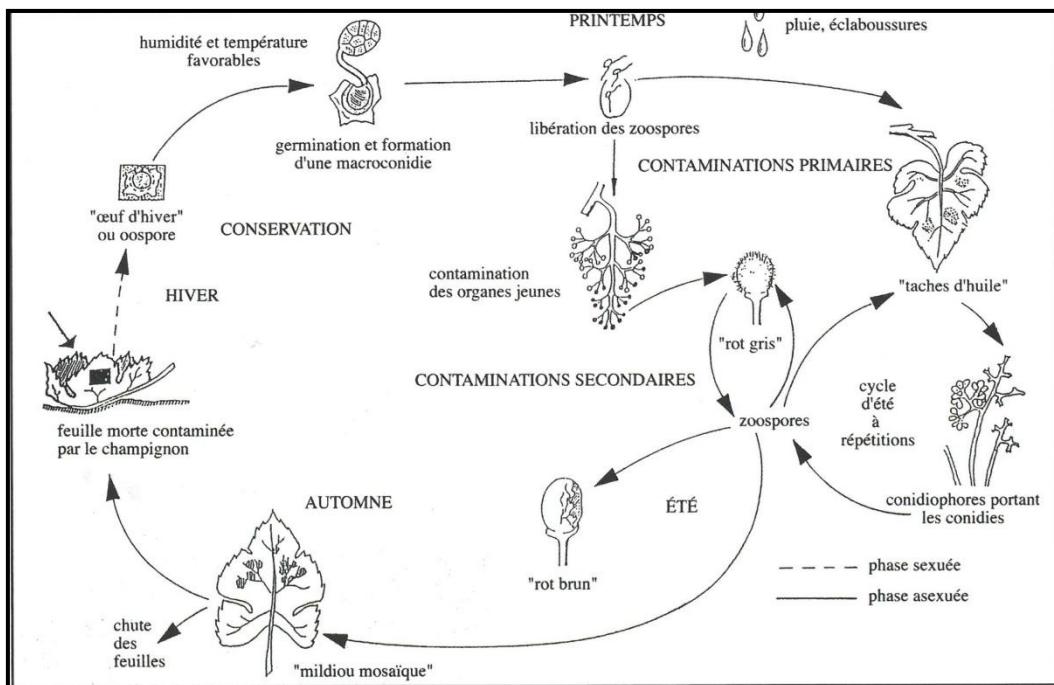 PRINTEMPS
pluie, éclaboussures
humidité et température
favorables
germination et formation
d'une macroconidie
libération des zoospores
CONTAMINATIONS PRIMAIRES
"œuf d'hiver"
ou oospore
CONSERVATION
HIVER
contamination
des organes jeunes
"taches d'huile"
"rot gris"
CONTAMINATIONS SECONDAIRES
zoospores
cycle
d'été
à
répétitions
feuille morte contaminée
par le champignon
AUTOMNE
ÉTÉ
conidiophores portant
les conidies
"rot brun"
phase sexuée
phase asexuée
chute
des
feuilles
"mildiou mosaïque"